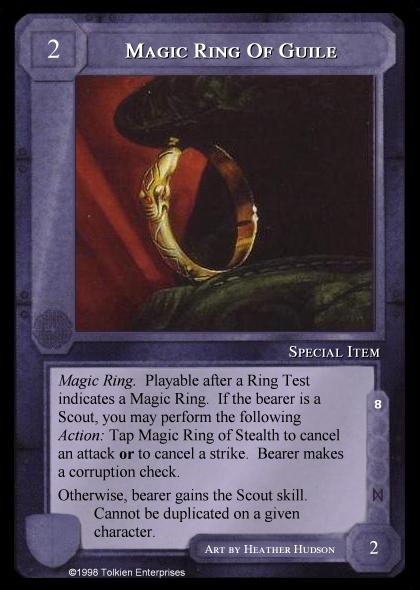 2
MAGIC RING OF GUILE
SPECIAL ITEM
Magic Ring. Playable after a Ring Test
indicates a Magic Ring. If the bearer is a
Scout, you may perform the following
Action: Tap Magic Ring of Stealth to cancel
an attack or to cancel a strike. Bearer makes
a corruption check.
8
Otherwise, bearer gains the Scout skill.
Cannot be duplicated on a given
character.
ART BY HEATHER HUDSON
2
©1998 Tolkien Enterprises